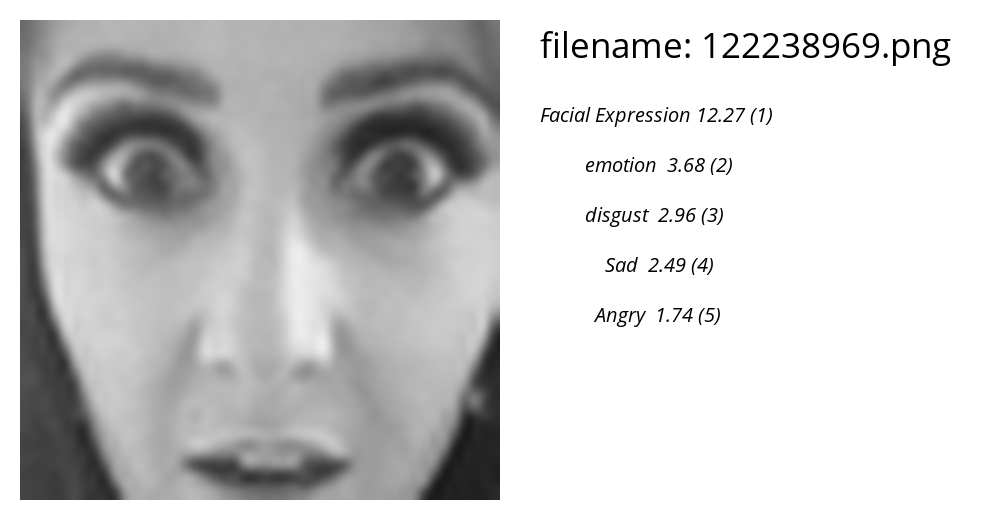 filename: 122238969.png
Facial Expression 12.27 (1)
emotion 3.68 (2)
disgust 2.96 (3)
Sad 2.49 (4)
Angry 1.74 (5)